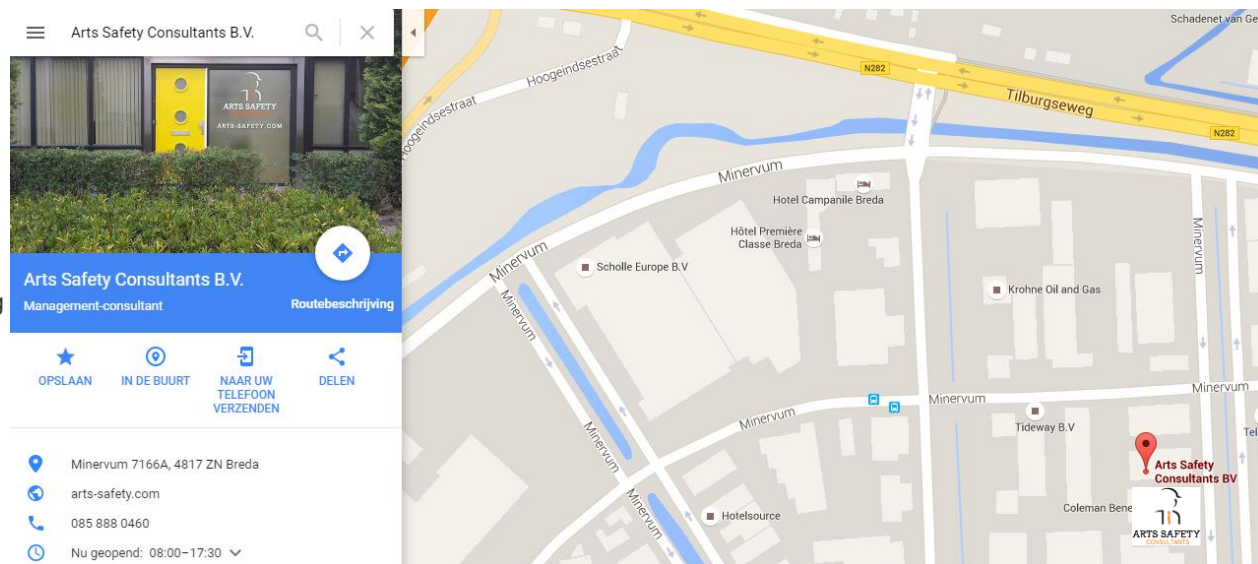 Arts Safety Consultants B.V.
ARTS SAFETY
ARTS-SAFETY.COM
Arts Safety Consultants B.V.
Management-consultant
Routebeschrijving
OPSLAAN
IN DE BUURT
NAAR UW
TELEFOON
VERZENDEN
DELEN
Minervum 7166A, 4817 ZN Breda
arts-safety.com
085 888 0460
Nu geopend: 08:00–17:30
Schadenet van Ge
Hoogeindsestraat
Hoogeindsestraat
N282
Tilburgseweg
N282
Minervum
Hotel Campanile Breda
Hôtel Première
Classe Breda
Minervum
Minervum
Scholle Europe B.V
Krohne Oil and Gas
Minervum
Minervum
Minervum
Minervum
Minervum
Tideway B.V
Tel
Arts Safety
Consultants BV
Minervum
Minervum
Hotelsource
Coleman Bene
ARTS SAFETY
CONSULTANTS